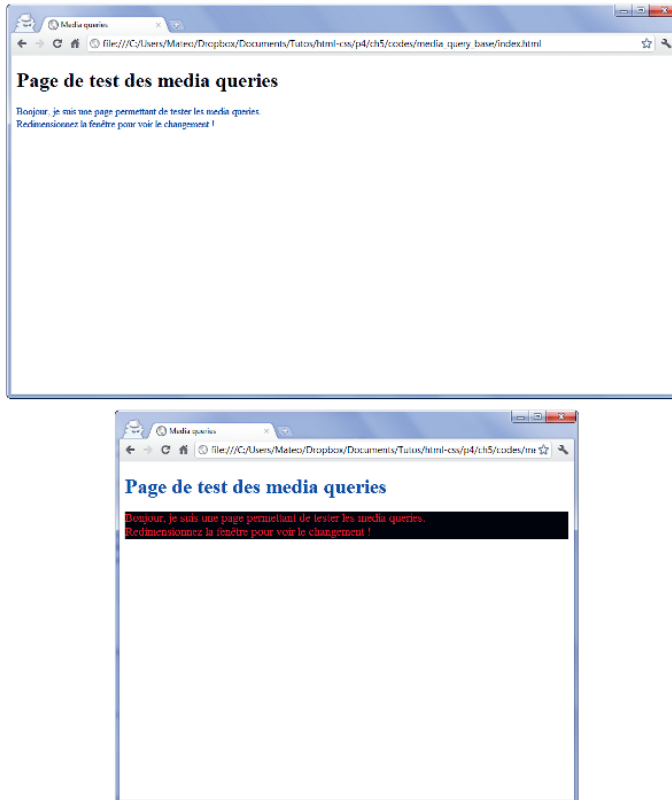 Media queries
file:///C:/Users/Mateo/Dropbox/Documents/Tutos/html-css/p4/ch5/codes/media_query_base/index.html
Page de test des media queries
Bonjour, je suis une page permettant de tester les media queries.
Redimensionnez la fenêtre pour voir le changement !
Media queries
file:///C:/Users/Mateo/Dropbox/Documents/Tutos/html-css/p4/ch5/codes/me
Page de test des media queries
Bonjour, je suis une page permettant de tester les media queries.
Redimensionnez la fenêtre pour voir le changement !